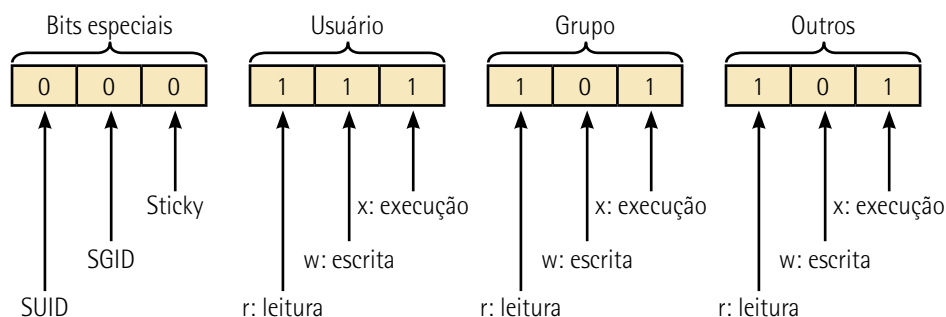 Bits especiais Usuário Grupo Outros
0 0 0 1 1 1 1 0 1 1 0 1
Sticky x: execução x: execução x: execução
SGID w: escrita w: escrita w: escrita
SUID r: leitura r: leitura r: leitura